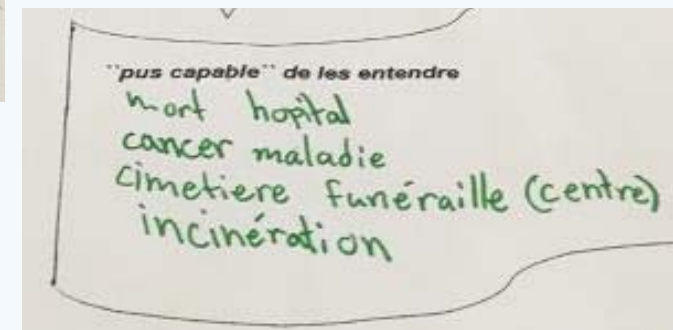 "pus capable" de les entendre
mort hopital
cancer maladie
cimetiere funéraille (centre)
incinération